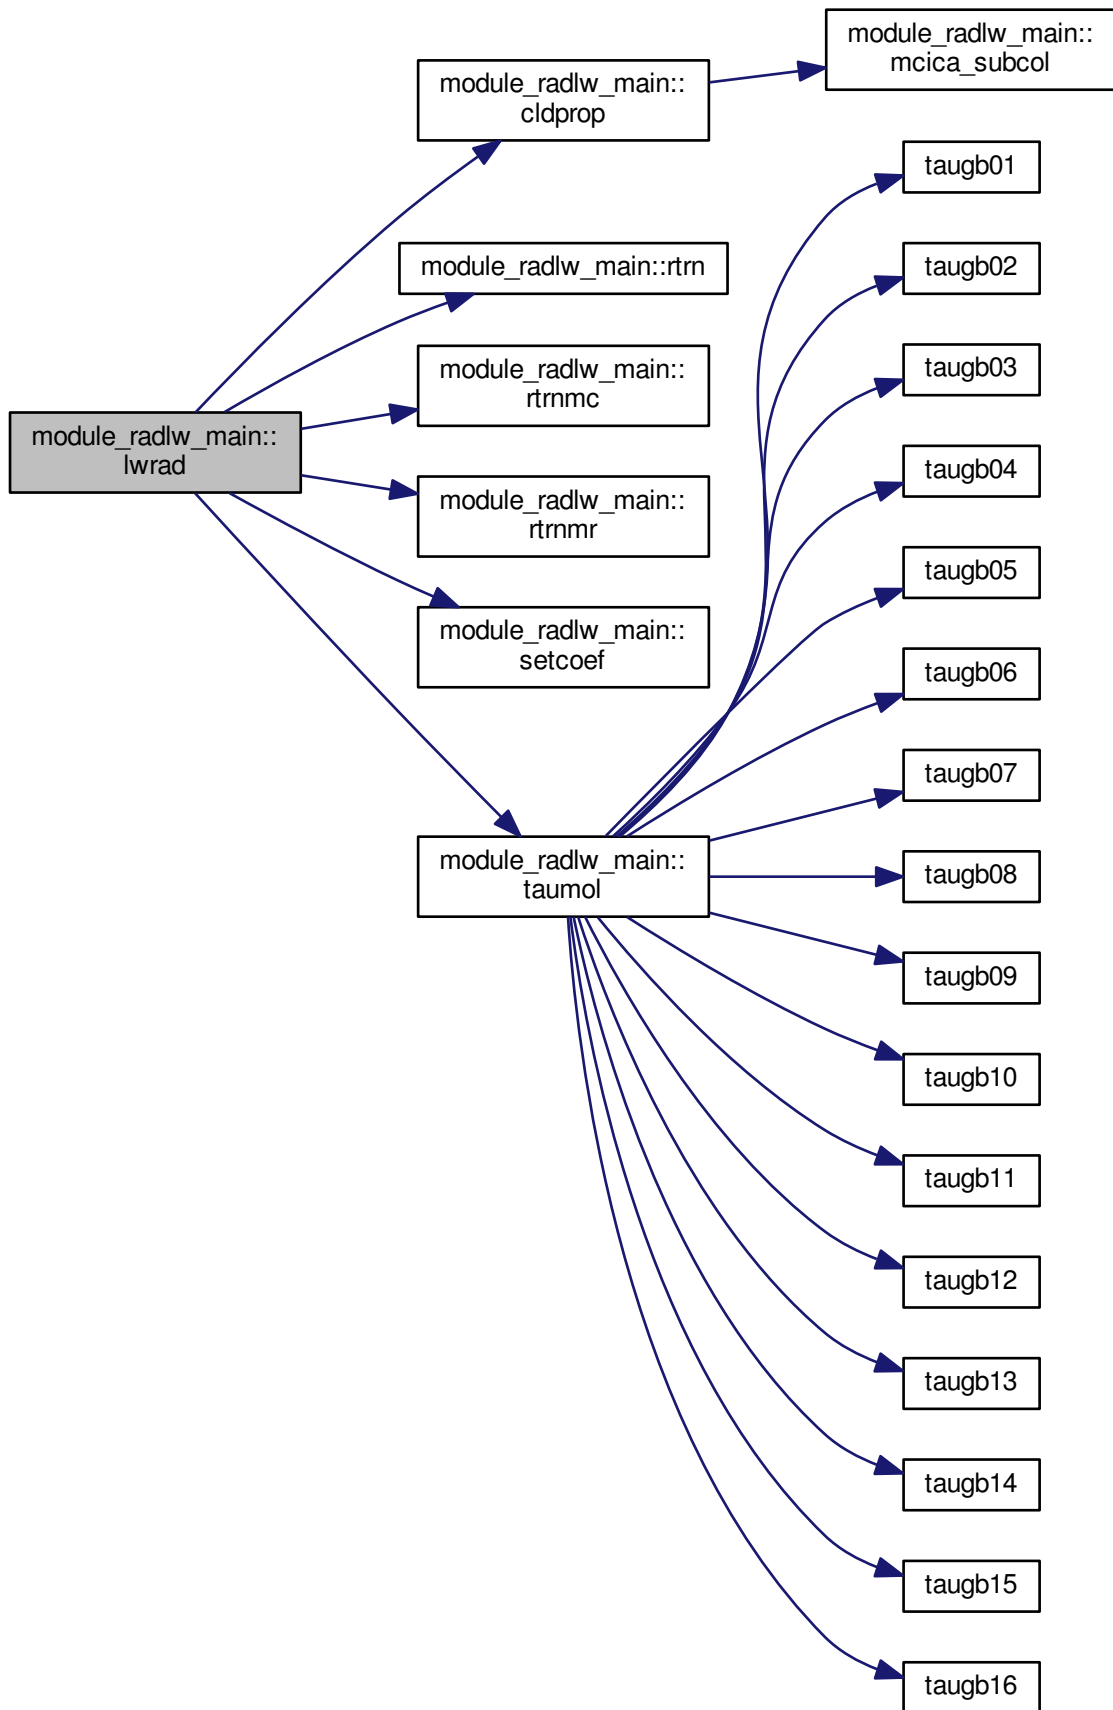 module_radlw_main::
mcica_subcol
module_radlw_main::
cldprop
taugb01
module_radlw_main::rtrn
taugb02
module_radlw_main::
rtrnmc
taugb03
module_radlw_main::
lwrad
taugb04
module_radlw_main::
rtrnmr
taugb05
module_radlw_main::
setcoef
taugb06
taugb07
module_radlw_main::
taumol
taugb08
taugb09
taugb10
taugb11
taugb12
taugb13
taugb14
taugb15
taugb16